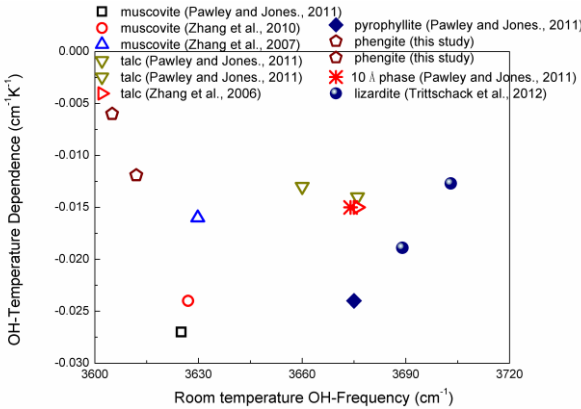 muscovite (Pawley and Jones., 2011)
muscovite (Zhang et al., 2010)
muscovite (Zhang et al., 2007)
talc (Pawley and Jones., 2011)
talc (Pawley and Jones., 2011)
talc (Zhang et al., 2006)
pyrophyllite (Pawley and Jones., 2011)
phengite (this study)
phengite (this study)
10 Å phase (Pawley and Jones., 2011)
lizardite (Trittschack et al., 2012)
OH-Temperature Dependence (cm⁻¹K⁻¹)
0.000
-0.005
-0.010
-0.015
-0.020
-0.025
-0.030
3600 3630 3660 3690 3720
Room temperature OH-Frequency (cm⁻¹)